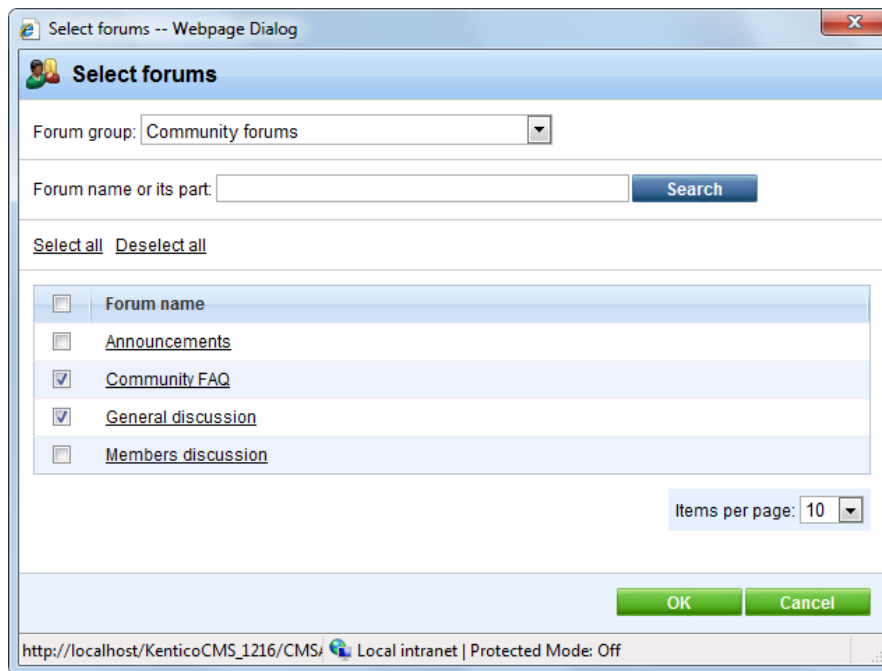 Select forums -- Webpage Dialog
Select forums
Forum group: Community forums
Forum name or its part: Search
Select all Deselect all
Forum name
Announcements
Community FAQ
General discussion
Members discussion
Items per page: 10
OK Cancel
http://localhost/KenticoCMS_1216/CMSA Local intranet | Protected Mode: Off